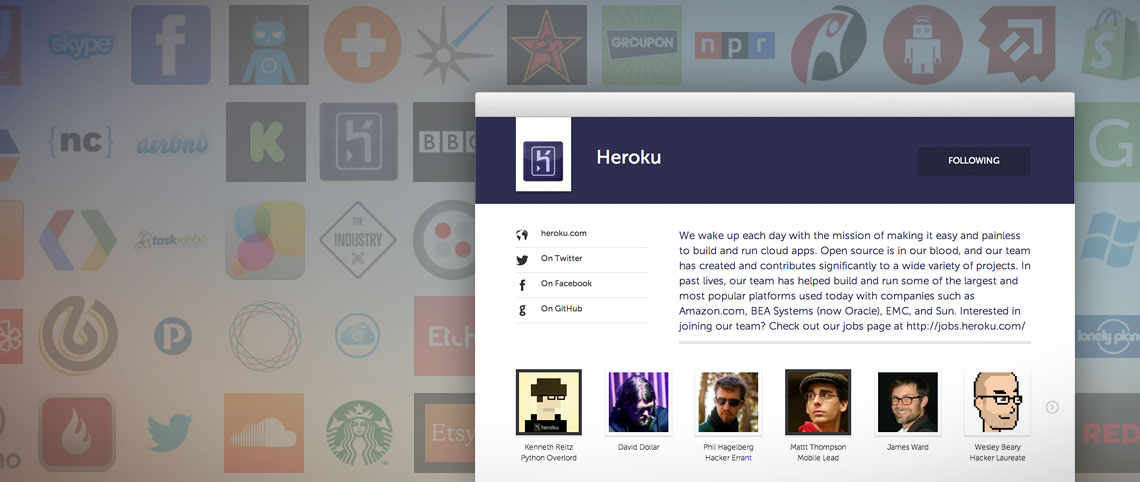 skype
f
GROUPON
npr
{nc}
airbnb
K
BBC
Heroku
FOLLOWING
G
taskrabbit
THE
INDUSTRY
heroku.com
On Twitter
On Facebook
On GitHub
We wake up each day with the mission of making it easy and painless
to build and run cloud apps. Open source is in our blood, and our team
has created and contributes significantly to a wide variety of projects. In
past lives, our team has helped build and run some of the largest and
most popular platforms used today with companies such as
Amazon.com, BEA Systems (now Oracle), EMC, and Sun. Interested in
joining our team? Check out our jobs page at http://jobs.heroku.com/
lonely plane
Etsy
RED
heroku
Kenneth Reitz
Python Overlord
David Dollar
Phil Hagelberg
Hacker Errant
Mattt Thompson
Mobile Lead
James Ward
Wesley Beary
Hacker Laureate